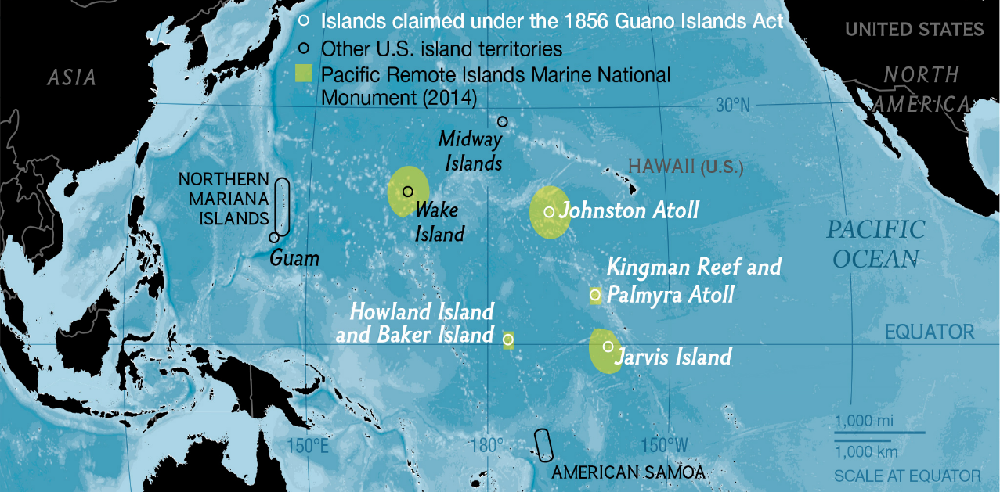 Islands claimed under the 1856 Guano Islands Act
Other U.S. island territories
Pacific Remote Islands Marine National
Monument (2014)
UNITED STATES
ASIA
NORTH
AMERICA
30°N
Midway
Islands
HAWAII (U.S.)
NORTHERN
MARIANA
ISLANDS
Wake
Island
Johnston Atoll
PACIFIC
OCEAN
Guam
Kingman Reef and
Palmyra Atoll
Howland Island
and Baker Island
EQUATOR
Jarvis Island
1,000 mi
150°E
180°
150°W
1,000 km
AMERICAN SAMOA
SCALE AT EQUATOR